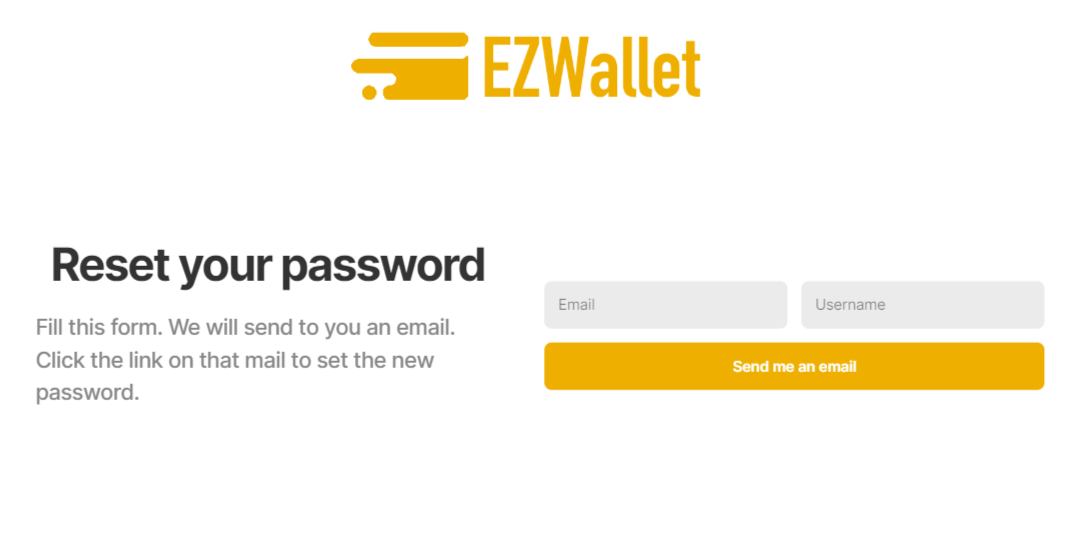 EZWallet
Reset your password
Fill this form. We will send to you an email.
Click the link on that mail to set the new
password.
Email
Username
Send me an email